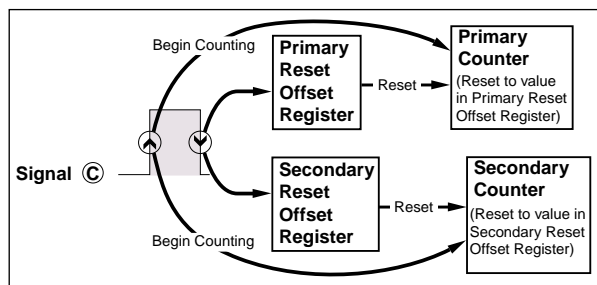 Begin Counting
Primary
Reset
Offset
Register
Reset
Primary
Counter
(Reset to value
in Primary Reset
Offset Register)
Signal C
Secondary
Reset
Offset
Register
Reset
Secondary
Counter
(Reset to value in
Secondary Reset
Offset Register)
Begin Counting